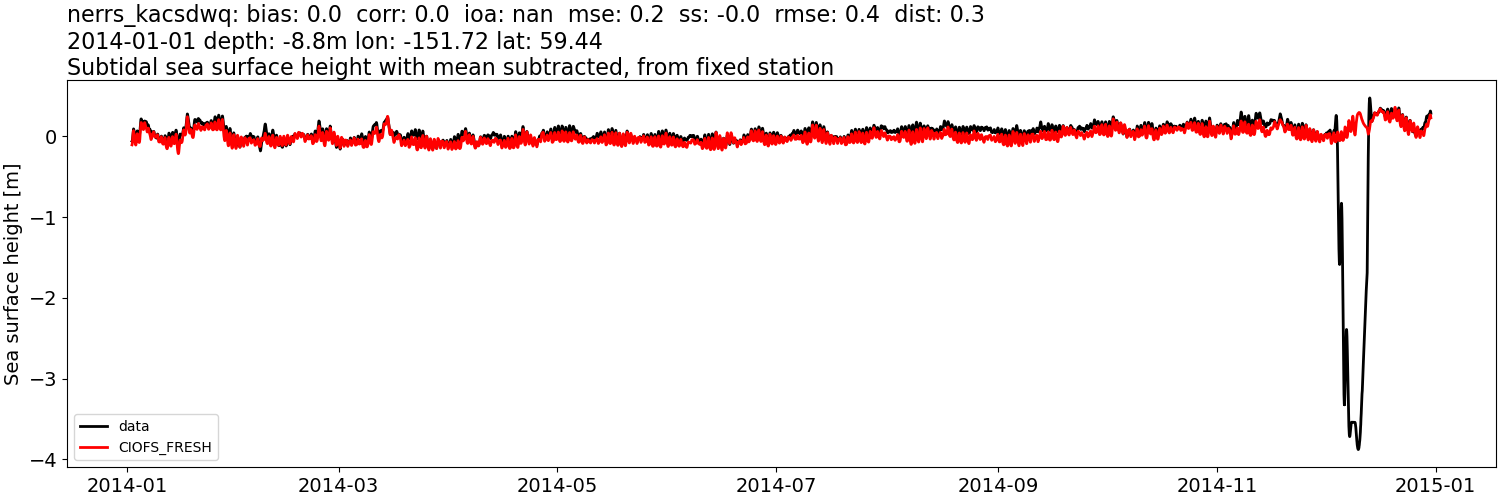 nerrs_kacsdwq: bias: 0.0  corr: 0.0  ioa: nan  mse: 0.2  ss: -0.0  rmse: 0.4  dist: 0.3
2014-01-01 depth: -8.8m lon: -151.72 lat: 59.44
Subtidal sea surface height with mean subtracted, from fixed station
Sea surface height [m]
0
−1
−2
−3
−4
data
CIOFS_FRESH
2014-01
2014-03
2014-05
2014-07
2014-09
2014-11
2015-01